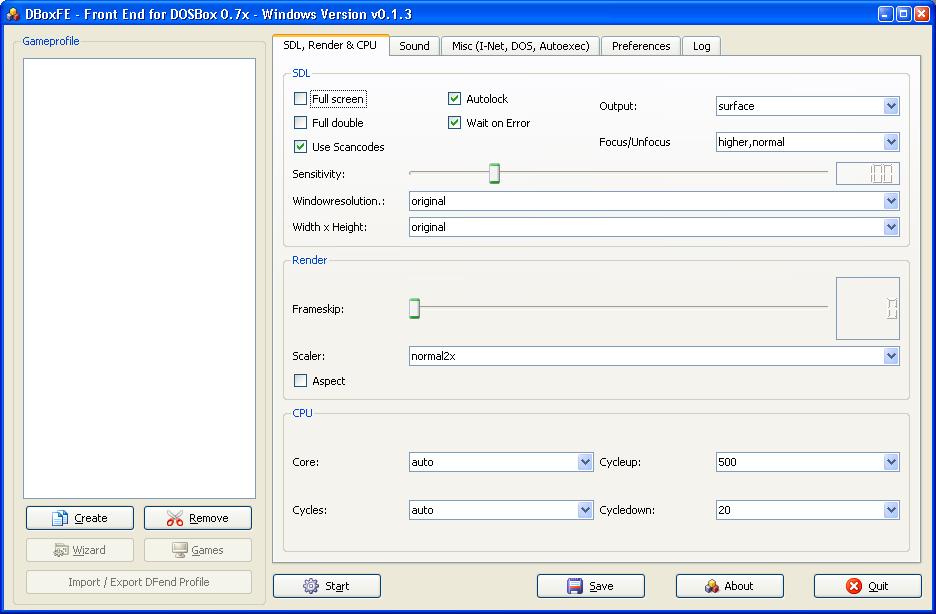 DBoxFE - Front End for DOSBox 0.7x - Windows Version v0.1.3
Gameprofile
SDL, Render & CPU
Sound
Misc (I-Net, DOS, Autoexec)
Preferences
Log
SDL
Full screen
Autolock
Output:
surface
Full double
Wait on Error
Focus/Unfocus
higher,normal
Use Scancodes
Sensitivity:
100
Windowresolution.:
original
Width x Height:
original
Render
Frameskip:
0
Scaler:
normal2x
Aspect
CPU
Core:
auto
Cycleup:
500
Cycles:
auto
Cycledown:
20
Create
Remove
Wizard
Games
Import / Export DFend Profile
Start
Save
About
Quit